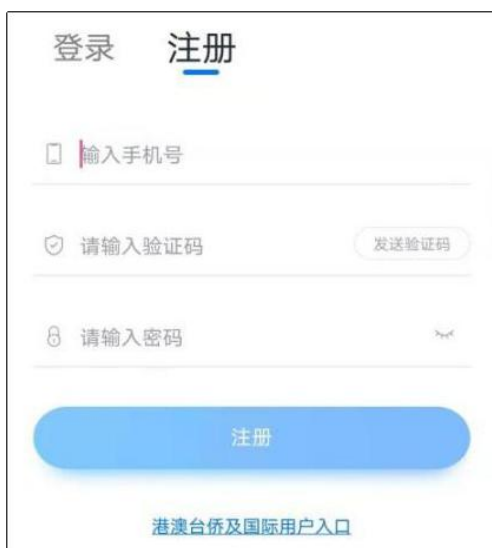 登录 注册
输入手机号
请输入验证码 发送验证码
请输入密码
注册
港澳台侨及国际用户入口